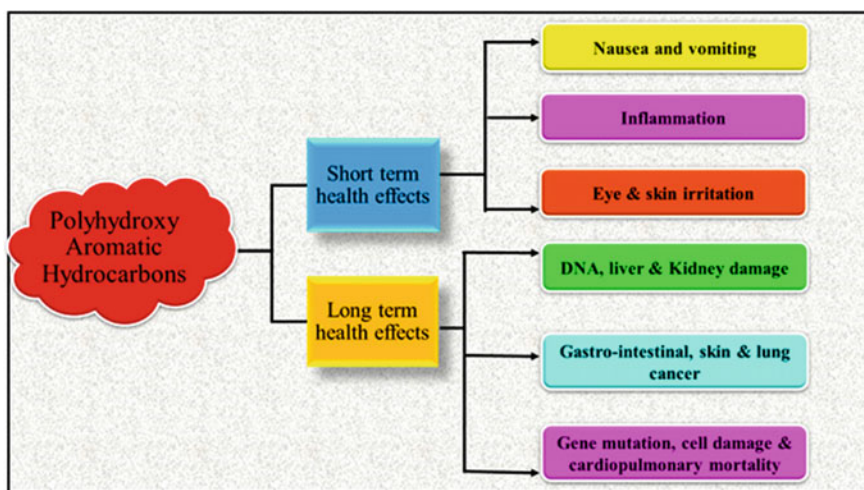 Polyhydroxy
Aromatic
Hydrocarbons
Short term
health effects
Nausea and vomiting
Inflammation
Eye & skin irritation
Long term
health effects
DNA, liver & Kidney damage
Gastro-intestinal, skin & lung
cancer
Gene mutation, cell damage &
cardiopulmonary mortality